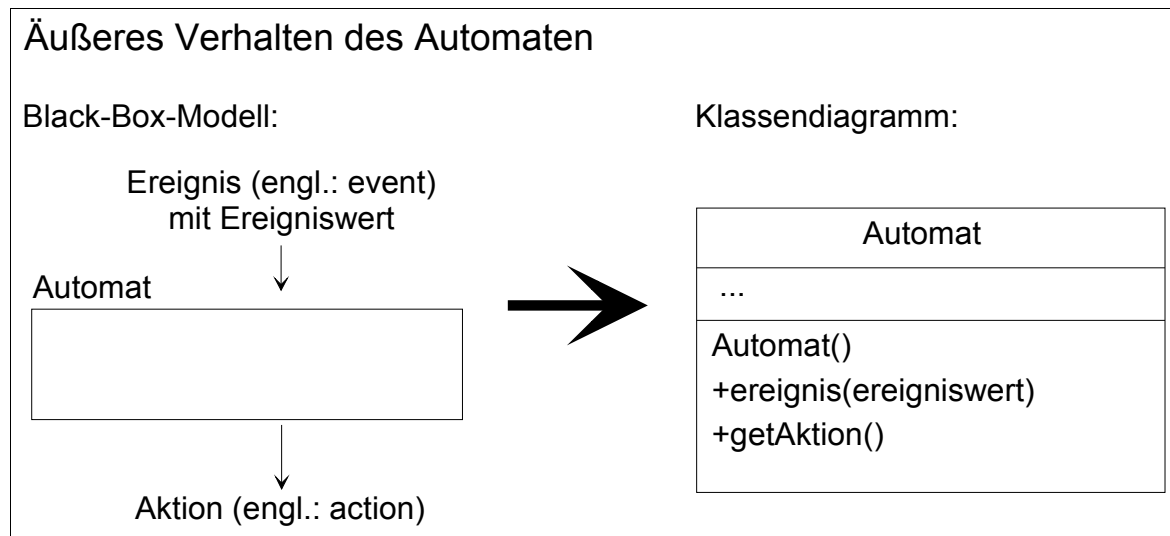 Äußeres Verhalten des Automaten
Black-Box-Modell:
Ereignis (engl.: event)
mit Ereigniswert
Automat
Aktion (engl.: action)
Klassendiagramm:
Automat
...
Automat()
+ereignis(ereigniswert)
+getAktion()